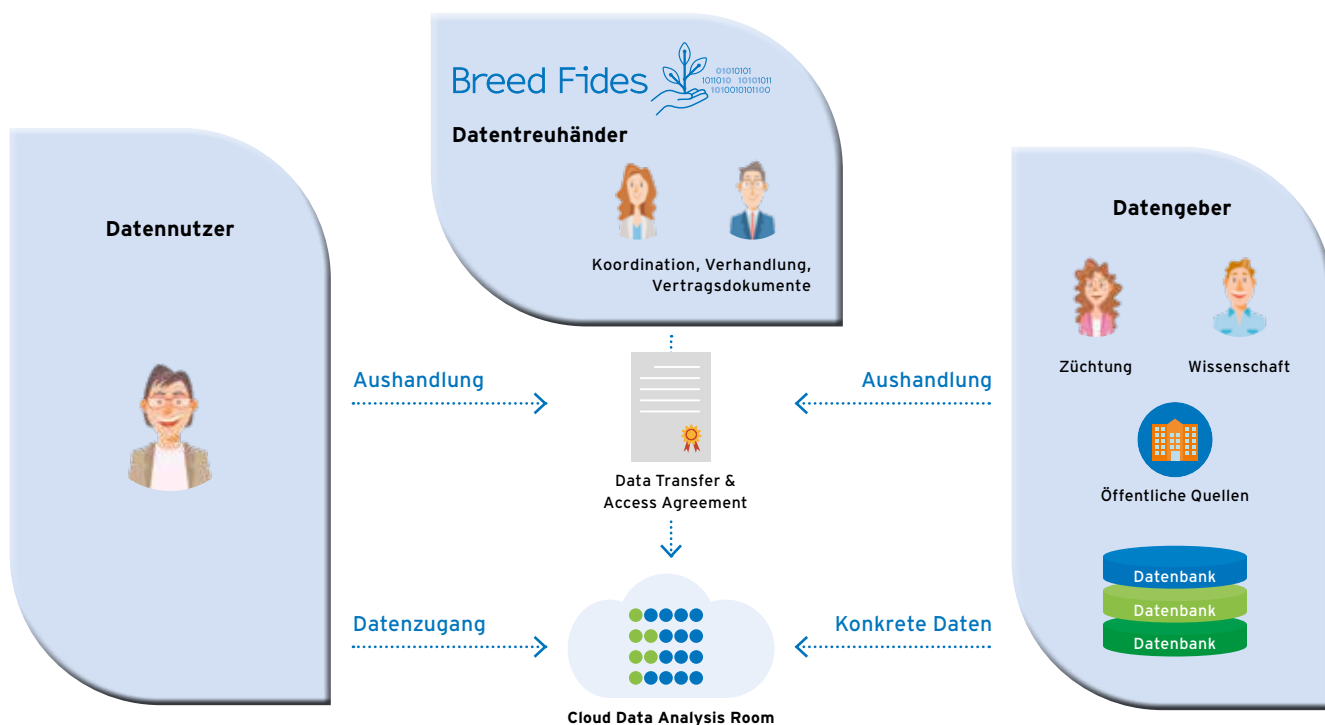 Breed Fides
01010101
1011010 10101011
1010010101100
Datentreuhänder
Koordination, Verhandlung,
Vertragsdokumente
Datennutzer
Datengeber
Züchtung
Wissenschaft
Öffentliche Quellen
Datenbank
Datenbank
Datenbank
Aushandlung
Aushandlung
Data Transfer &
Access Agreement
Datenzugang
Konkrete Daten
Cloud Data Analysis Room